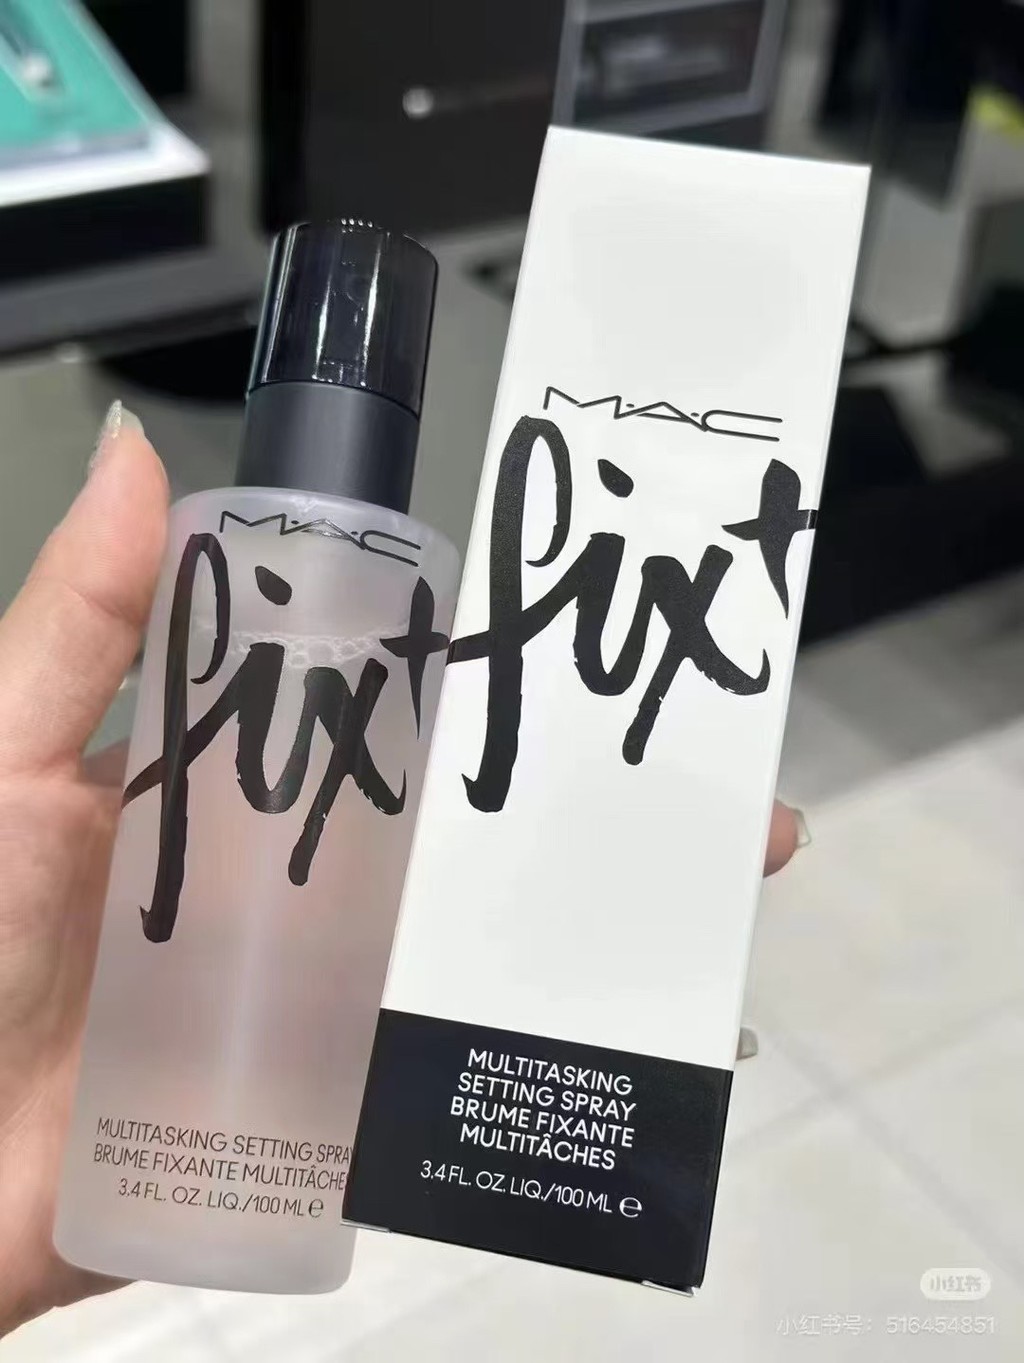 M·A·C
fix+
MULTITASKING SETTING SPRAY
BRUME FIXANTE MULTITÂCHE
3.4 FL. OZ. LIQ./100 ML ℮
M·A·C
fix+
MULTITASKING
SETTING SPRAY
BRUME FIXANTE
MULTITÂCHES
3.4 FL. OZ. LIQ./100 ML ℮
小红书
小红书号：516454851